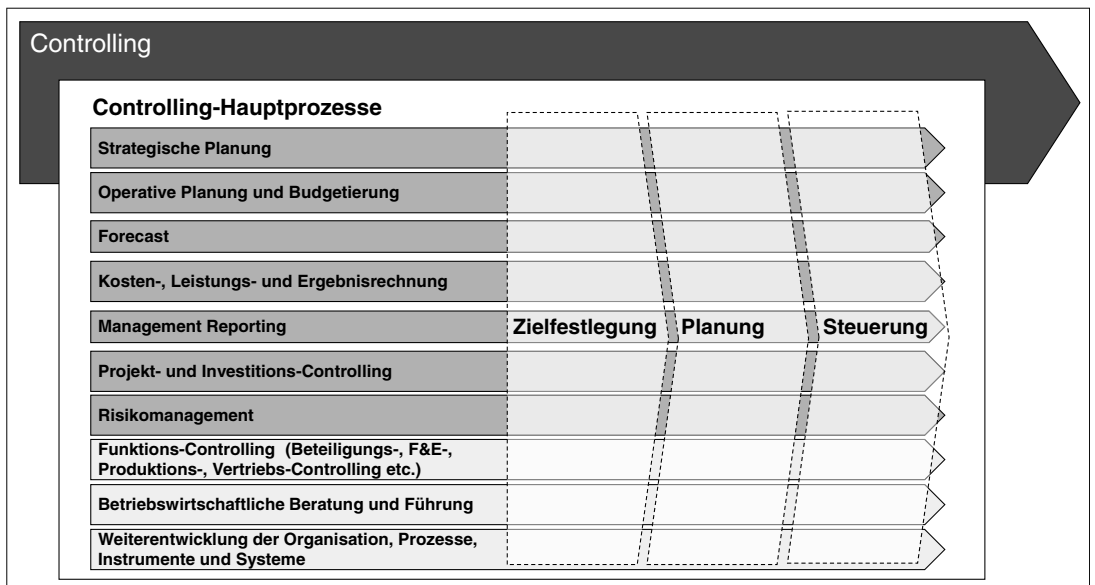 Controlling
Controlling-Hauptprozesse
Strategische Planung
Operative Planung und Budgetierung
Forecast
Kosten-, Leistungs- und Ergebnisrechnung
Management Reporting
Zielfestlegung
Planung
Steuerung
Projekt- und Investitions-Controlling
Risikomanagement
Funktions-Controlling (Beteiligungs-, F&E-,
Produktions-, Vertriebs-Controlling etc.)
Betriebswirtschaftliche Beratung und Führung
Weiterentwicklung der Organisation, Prozesse,
Instrumente und Systeme